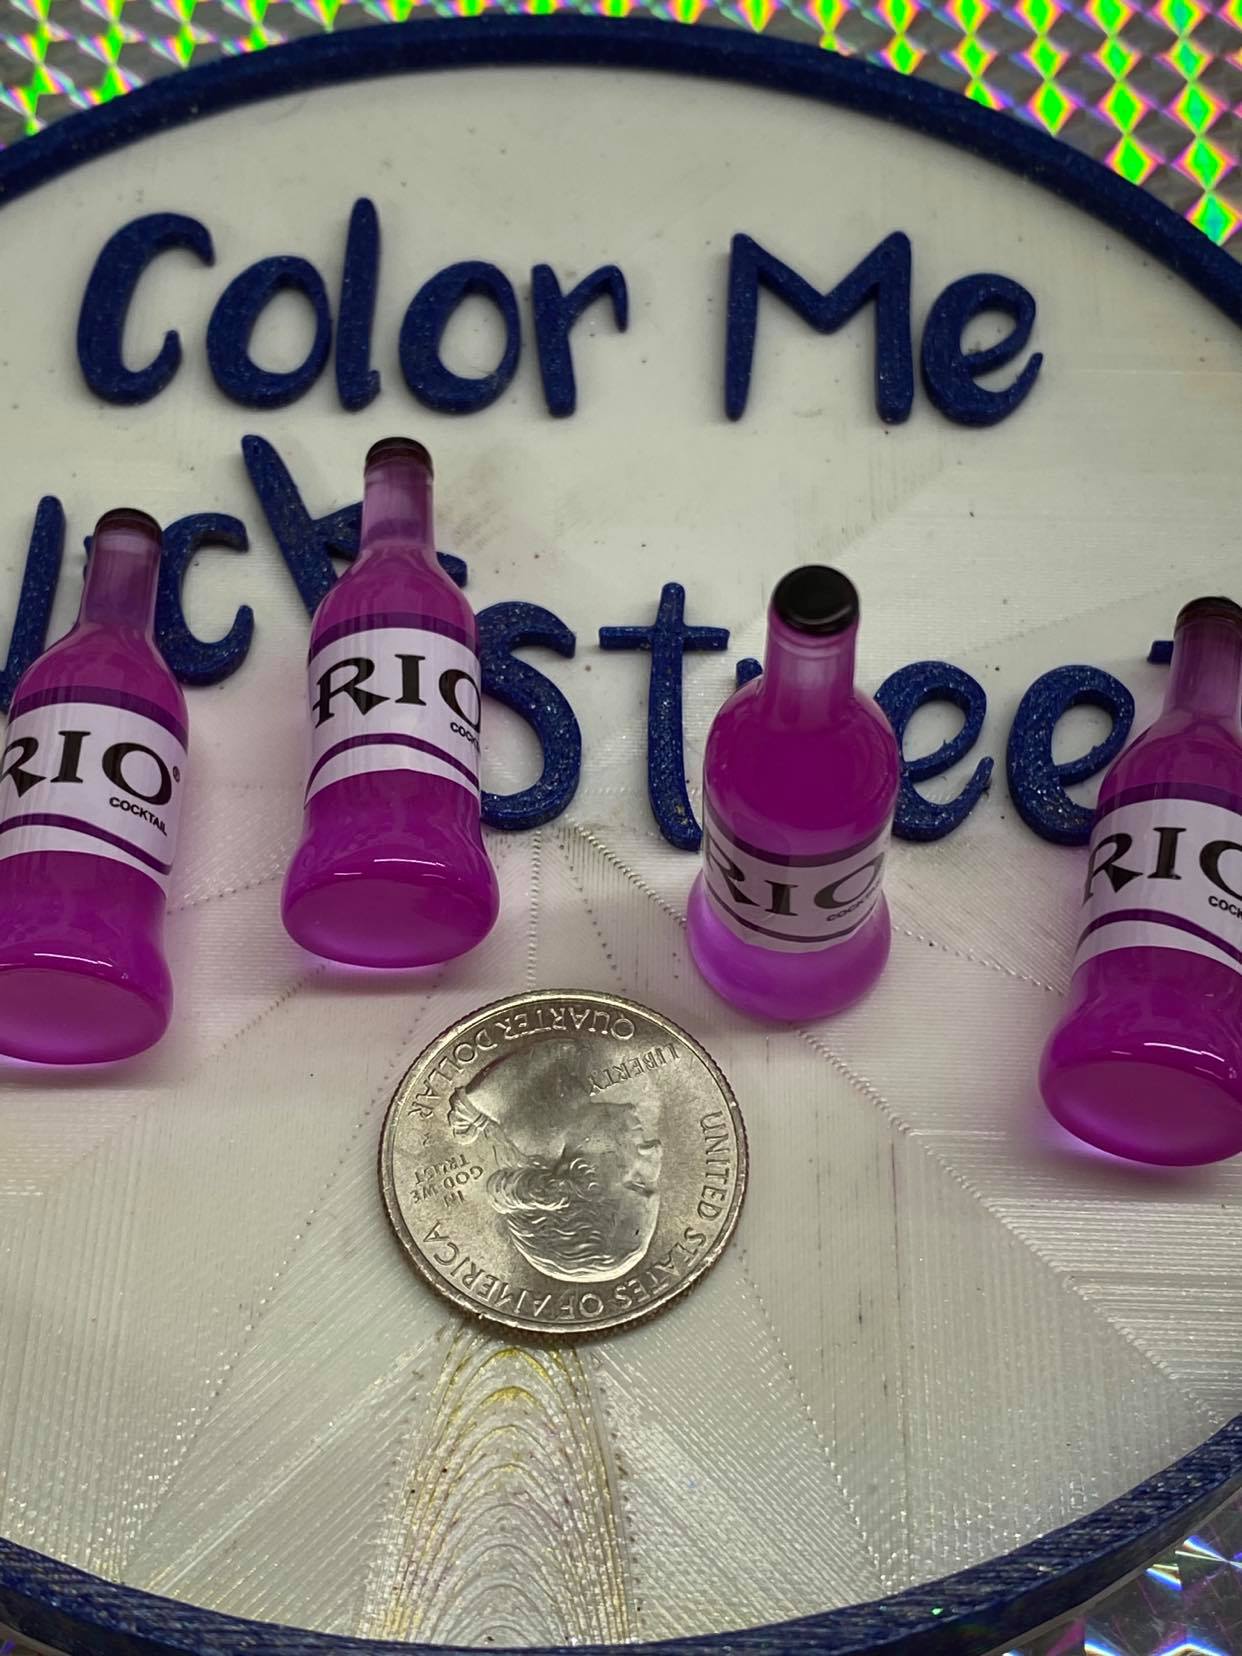 Color Me
Street
RIO®
COCKTAIL
RIO
RIO
RIO
UNITED STATES OF AMERICA
LIBERTY
IN
GOD WE
TRUST
QUARTER DOLLAR